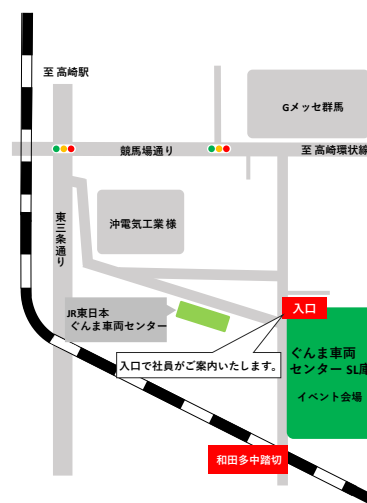 至 高崎駅
Gメッセ群馬
競馬場通り
至 高崎環状線
東三条通り
沖電気工業 様
JR東日本
ぐんま車両センター
入口
入口で社員がご案内いたします。
ぐんま車両
センター SL庫
イベント会場
和田多中踏切